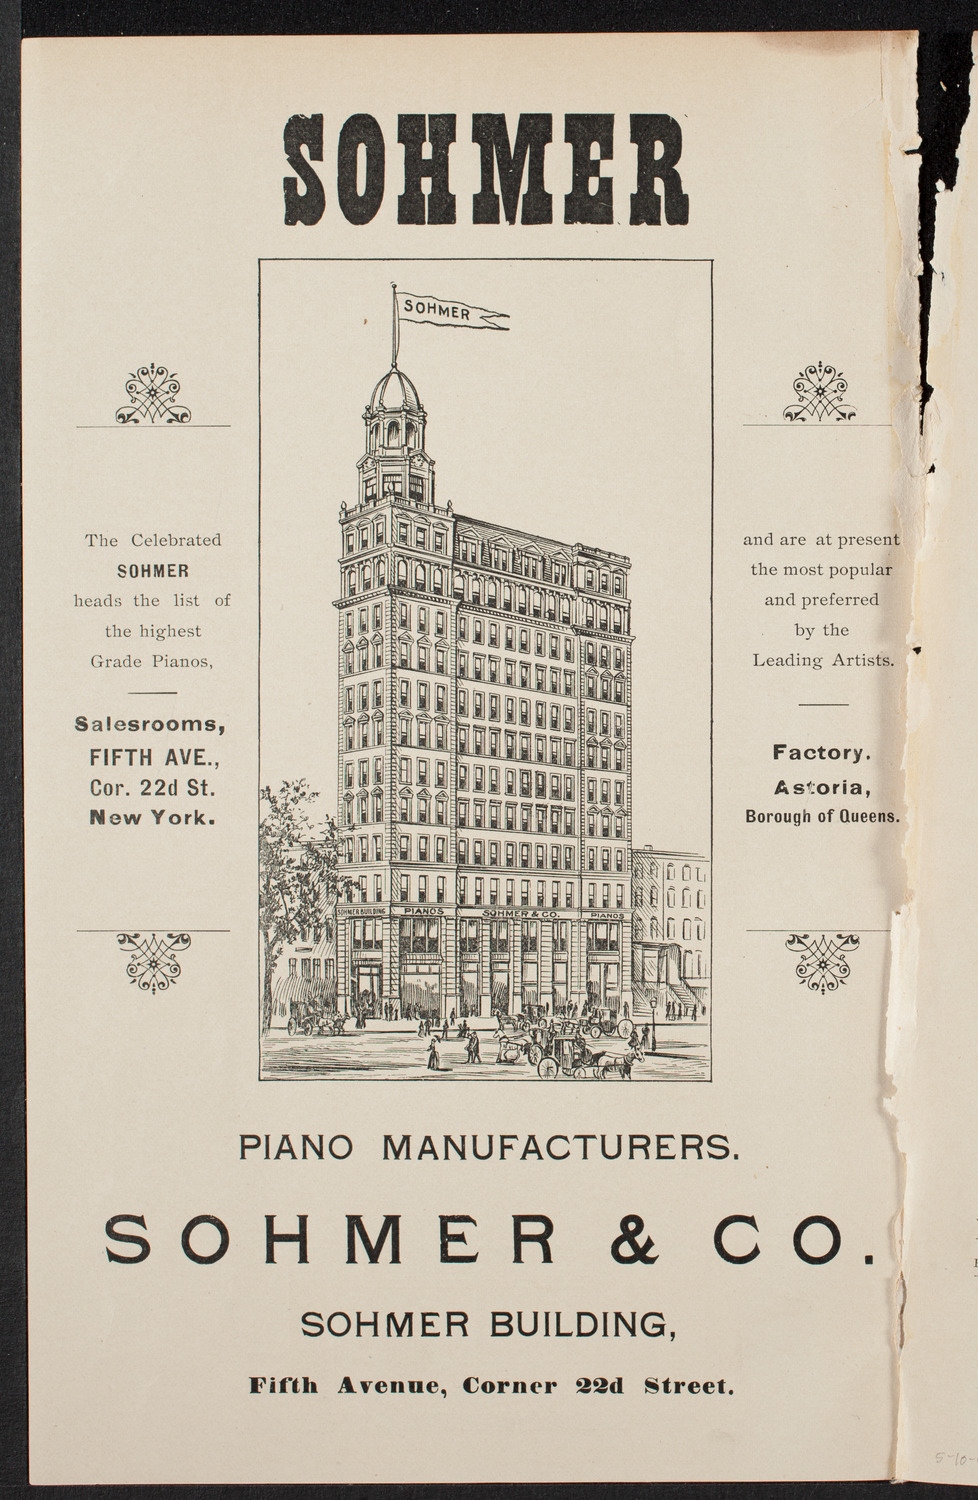 SOHMER
SOHMER
The Celebrated
SOHMER
heads the list of
the highest
Grade Pianos,
Salesrooms,
FIFTH AVE.,
Cor. 22d St.
New York.
and are at present
the most popular
and preferred
by the
Leading Artists.
Factory.
Astoria,
Borough of Queens.
SOHMER BUILDING PIANOS SOHMER & CO. PIANOS
PIANO MANUFACTURERS.
SOHMER & CO.
SOHMER BUILDING,
Fifth Avenue, Corner 22d Street.
5-10-